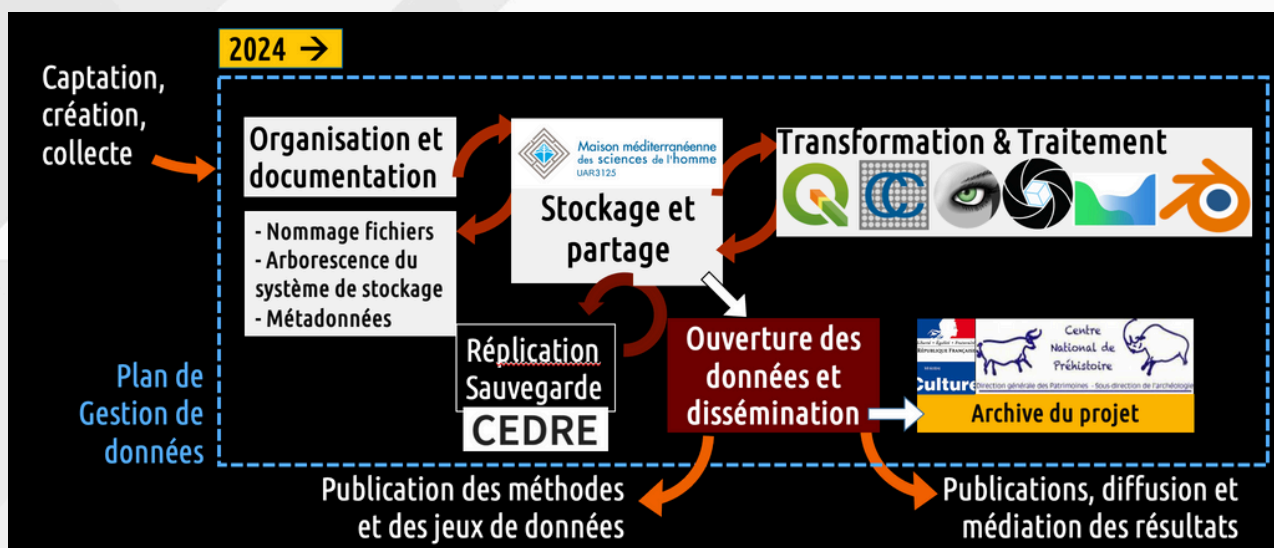 2024 →
Captation,
création,
collecte
Organisation et
documentation
- Nommage fichiers
- Arborescence du
système de stockage
- Métadonnées
Maison méditerranéenne
des sciences de l'homme
UAR3125
Stockage et
partage
Transformation & Traitement
Réplication
Sauvegarde
CEDRE
Ouverture des
données et
dissémination
Liberté • Égalité • Fraternité
RÉPUBLIQUE FRANÇAISE
Culture
Centre
National de
Préhistoire
Direction générale des Patrimoines - Sous-direction de l'archéologie
Archive du projet
Plan de
Gestion de
données
Publication des méthodes
et des jeux de données
Publications, diffusion et
médiation des résultats